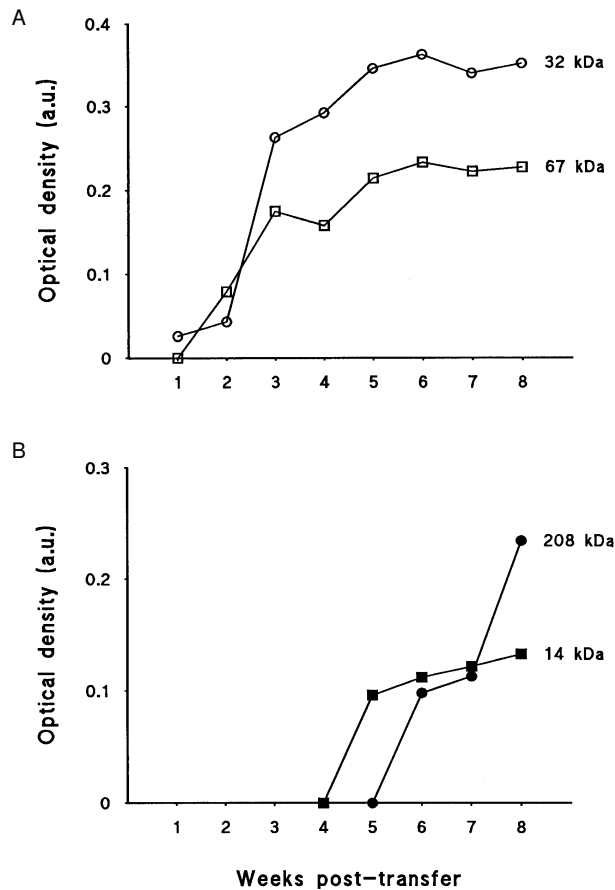 A
Optical density (a.u.)
0.4
0.3
0.2
0.1
0
32 kDa
67 kDa
1 2 3 4 5 6 7 8
B
Optical density (a.u.)
0.3
0.2
0.1
0
208 kDa
14 kDa
1 2 3 4 5 6 7 8
Weeks post-transfer